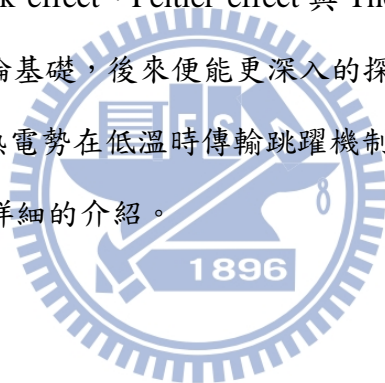 effect、Peltier effect 與
論基礎，後來便能更深入的探
熱電勢在低溫時傳輸跳躍機制
詳細的介紹。
ES
1896